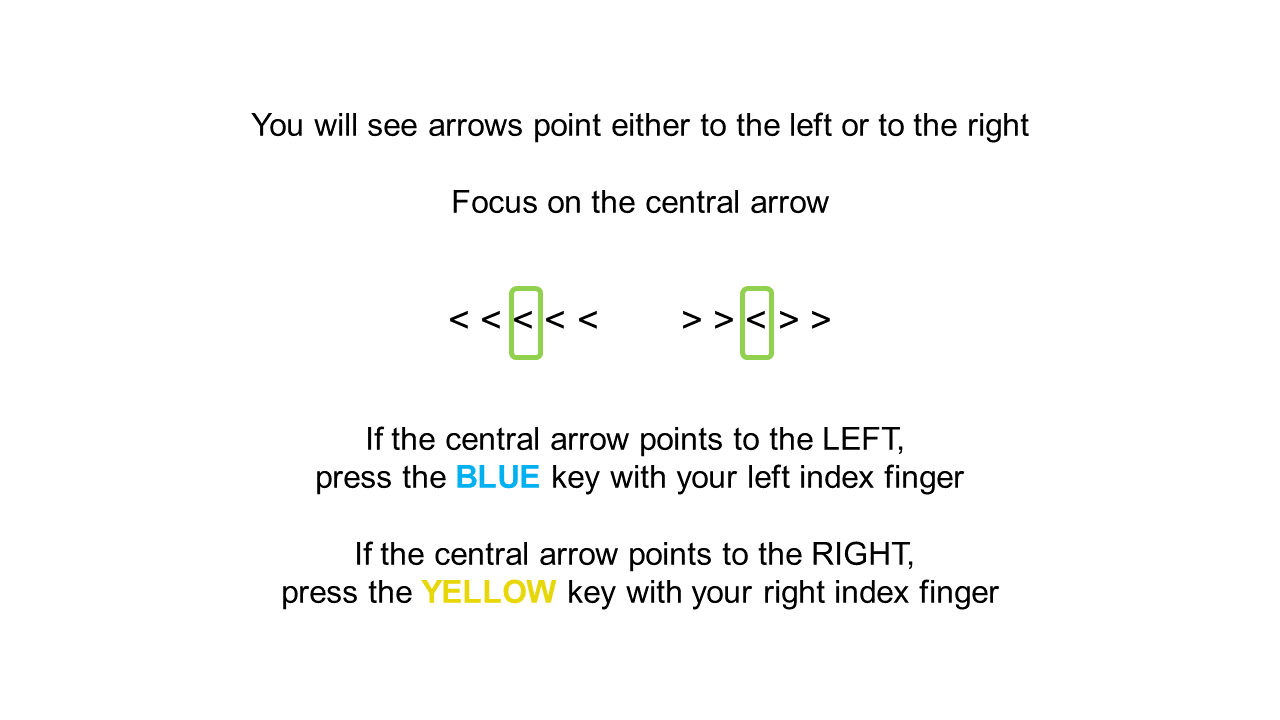 You will see arrows point either to the left or to the right
Focus on the central arrow
< < < < <   > > < > >
If the central arrow points to the LEFT,
press the BLUE key with your left index finger
If the central arrow points to the RIGHT,
press the YELLOW key with your right index finger